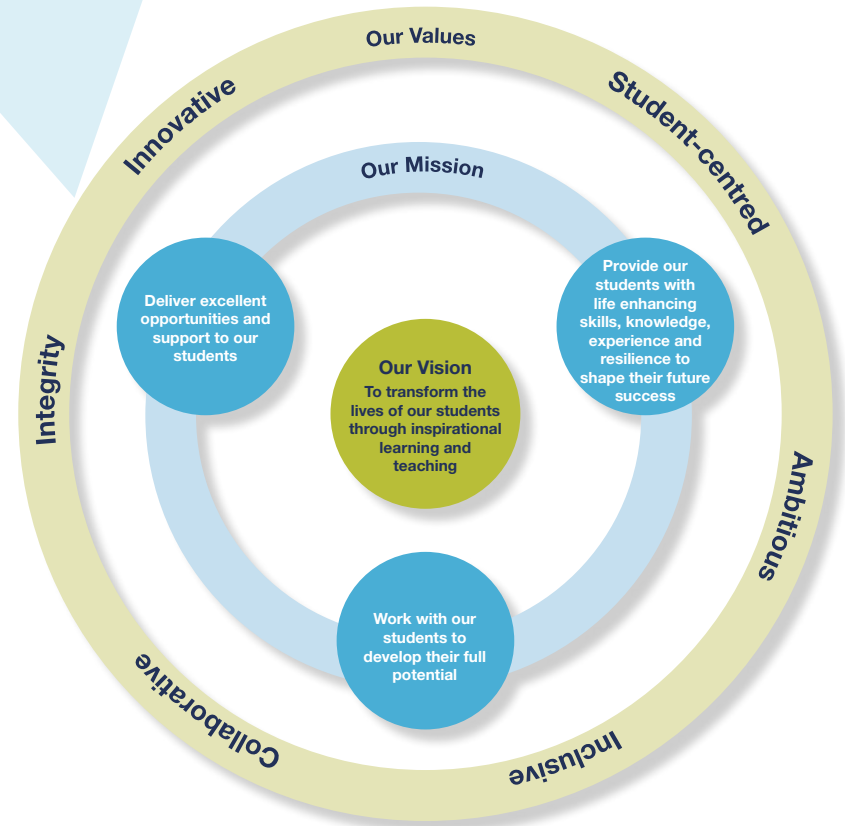 Our Values
Student-centred
Ambitious
Inclusive
Collaborative
Integrity
Innovative
Our Mission
Deliver excellent
opportunities and
support to our
students
Provide our
students with
life enhancing
skills, knowledge,
experience and
resilience to
shape their future
success
Work with our
students to
develop their full
potential
Our Vision
To transform the
lives of our students
through inspirational
learning and
teaching